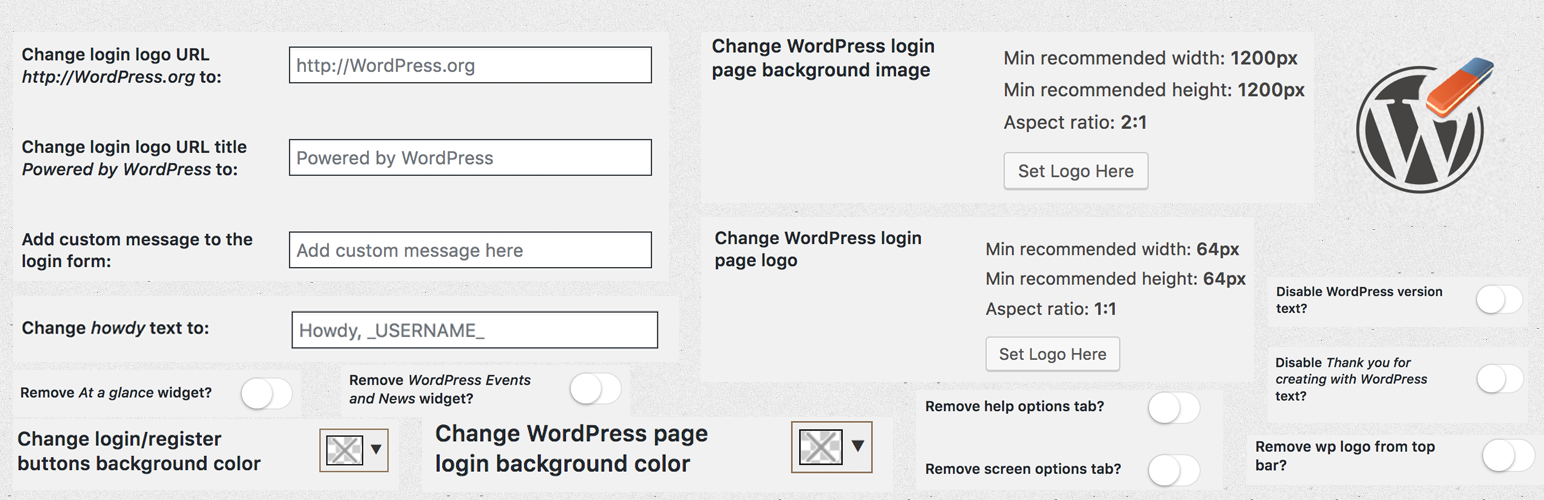 Change login logo URL
http://WordPress.org to:
http://WordPress.org
Change login logo URL title
Powered by WordPress to:
Powered by WordPress
Add custom message to the
login form:
Add custom message here
Change howdy text to:
Howdy, _USERNAME_
Remove At a glance widget?
Remove WordPress Events
and News widget?
Change login/register
buttons background color
Change WordPress page
login background color
Change WordPress login
page background image
Min recommended width: 1200px
Min recommended height: 1200px
Aspect ratio: 2:1
Set Logo Here
Change WordPress login
page logo
Min recommended width: 64px
Min recommended height: 64px
Aspect ratio: 1:1
Set Logo Here
Remove help options tab?
Remove screen options tab?
W
Disable WordPress version
text?
Disable Thank you for
creating with WordPress
text?
Remove wp logo from top
bar?